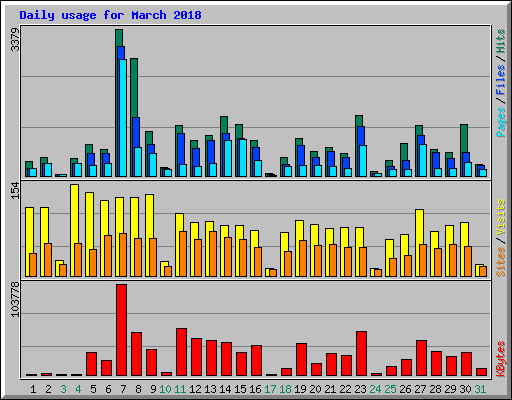 Daily usage for March 2018
3379
Pages / Files / Hits
154
Sites / Visits
103778
KBytes
1 2 3 4 5 6 7 8 9 10 11 12 13 14 15 16 17 18 19 20 21 22 23 24 25 26 27 28 29 30 31